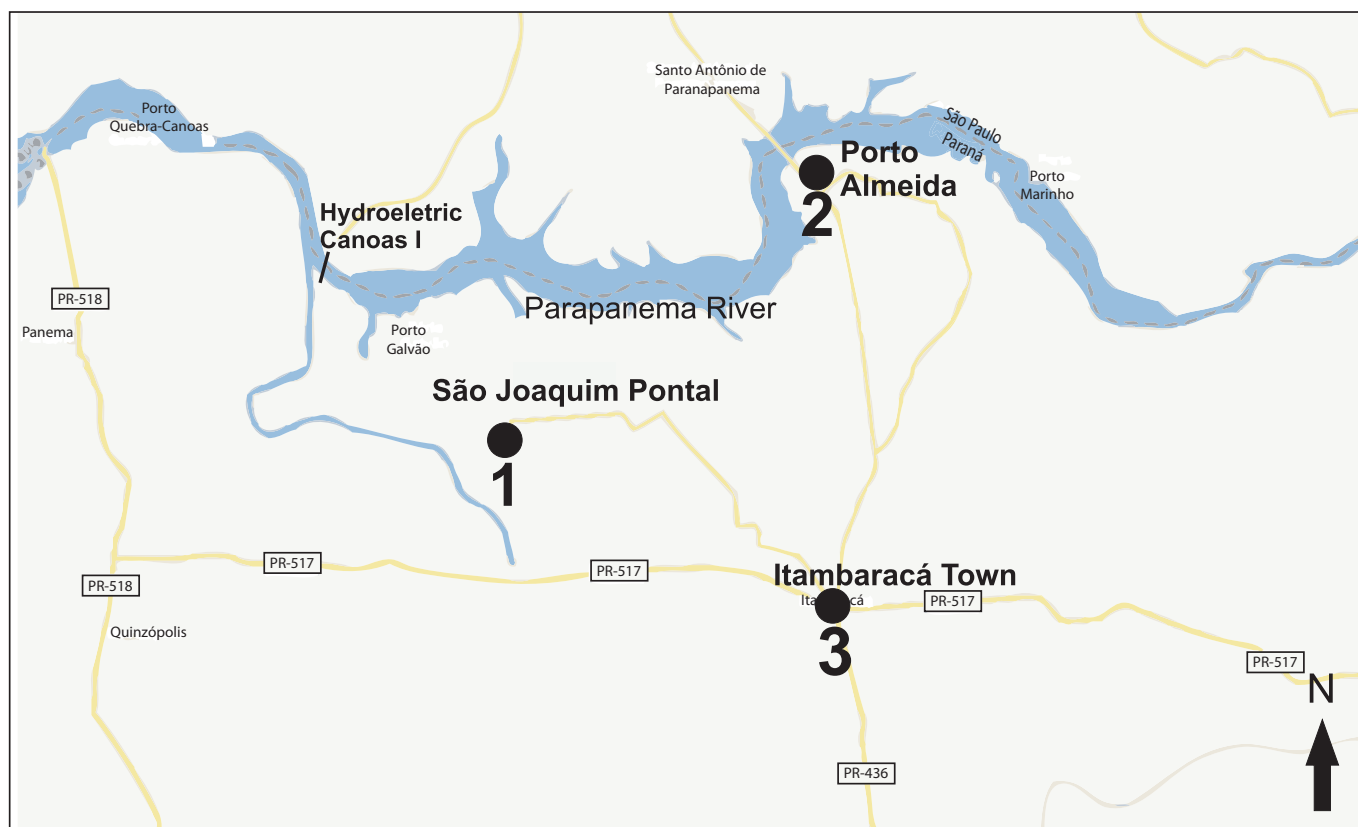 Santo Antônio de
Paranapanema
Porto
Quebra-Canoas
São Paulo
Paraná
Porto
Almeida
2
Porto
Marinho
Hydroeletric
Canoas I
PR-518
Panema
Parapanema River
Porto
Galvão
São Joaquim Pontal
1
PR-517
PR-517
Itambaracá Town
PR-518
PR-517
3
Quinzópolis
PR-517
N
PR-436